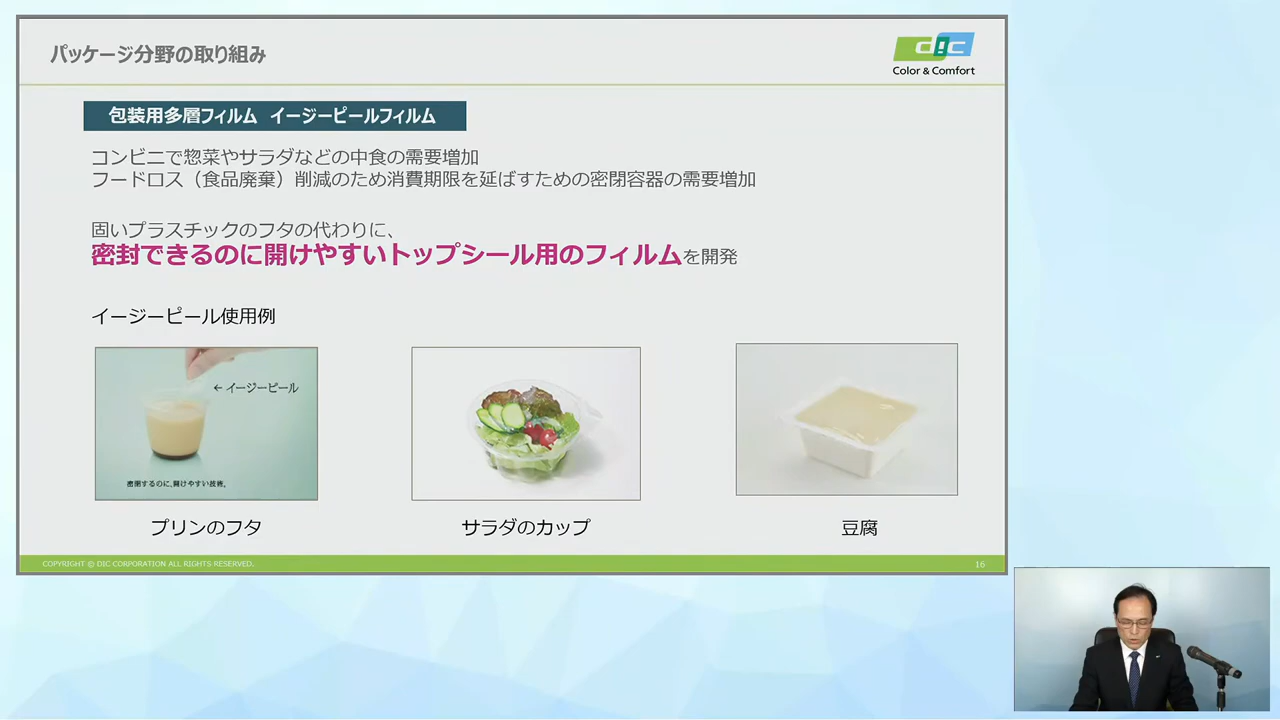 パッケージ分野の取り組み
dic
Color & Comfort
包装用多層フィルム イージーピールフィルム
コンビニで惣菜やサラダなどの中食の需要増加
フードロス（食品廃棄）削減のため消費期限を延ばすための密閉容器の需要増加
固いプラスチックのフタの代わりに、
密封できるのに開けやすいトップシール用のフィルムを開発
イージーピール使用例
←イージーピール
密閉するのに、開けやすい技術。
プリンのフタ
サラダのカップ
豆腐
COPYRIGHT © DIC CORPORATION ALL RIGHTS RESERVED.
16